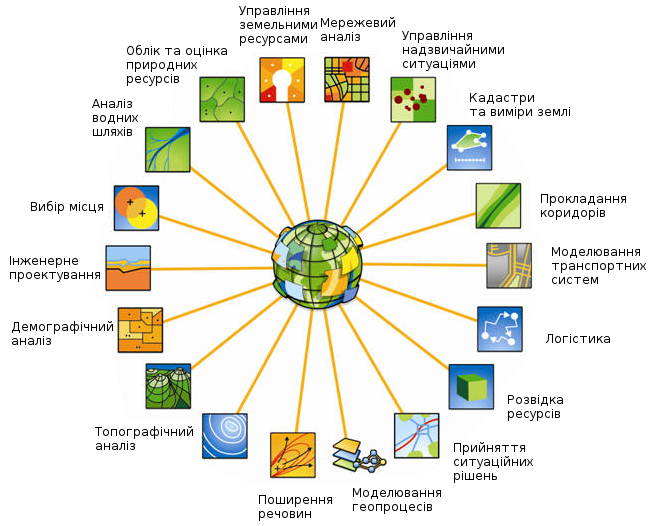 Управління
земельними
ресурсами
Мережевий
аналіз
Управління
надзвичайними
ситуаціями
Облік та оцінка
природних
ресурсів
Кадастри
та виміри землі
Аналіз
водних
шляхів
Прокладання
коридорів
Вибір місця
Моделювання
транспортних
систем
Інженерне
проектування
Логістика
Демографічний
аналіз
Розвідка
ресурсів
Топографічний
аналіз
Прийняття
ситуаційних
рішень
Поширення
речовин
Моделювання
геопроцесів